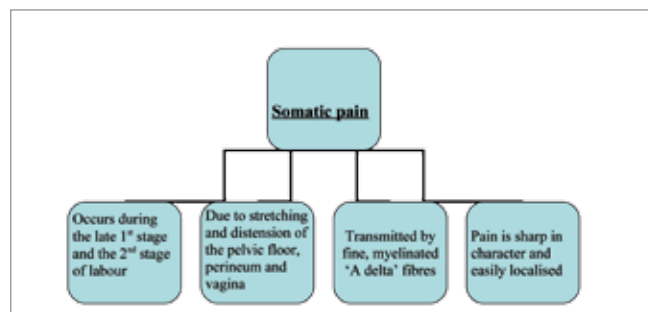 Somatic pain
Occurs during
the late 1st stage
and the 2nd stage
of labour
Due to stretching
and distension of
the pelvic floor,
perineum and
vagina
Transmitted by
fine, myelinated
‘A delta’ fibres
Pain is sharp in
character and
easily localised